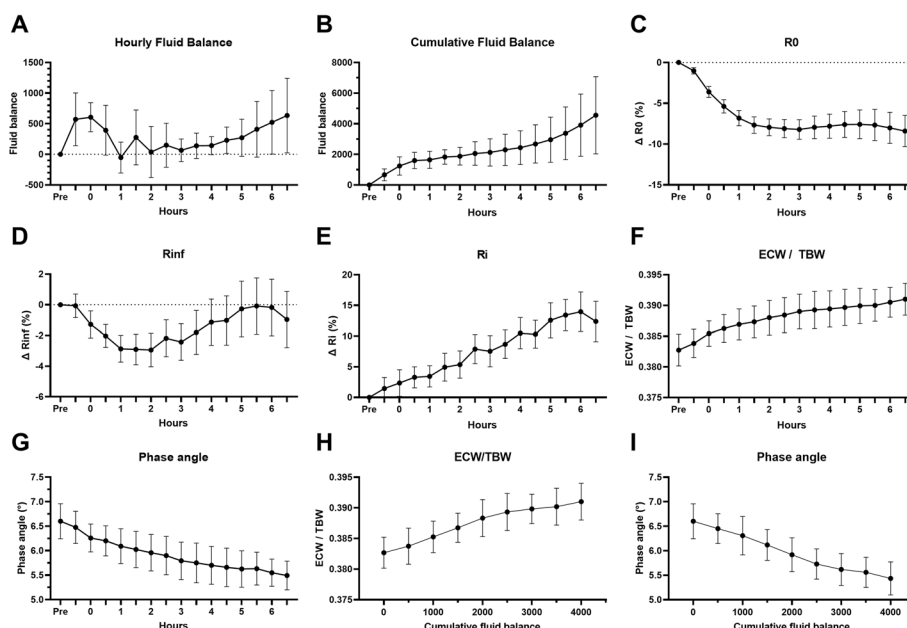 A
Hourly Fluid Balance
Fluid balance
1500
1000
500
0
-500
Pre 0 1 2 3 4 5 6
Hours
B
Cumulative Fluid Balance
Fluid balance
8000
6000
4000
2000
0
Pre 0 1 2 3 4 5 6
Hours
C
R0
Δ R0 (%)
0
-5
-10
-15
Pre 0 1 2 3 4 5 6
Hours
D
Rinf
Δ Rinf (%)
2
0
-2
-4
-6
Pre 0 1 2 3 4 5 6
Hours
E
Ri
Δ Ri (%)
20
15
10
5
0
Pre 0 1 2 3 4 5 6
Hours
F
ECW / TBW
ECW / TBW
0.395
0.390
0.385
0.380
0.375
Pre 0 1 2 3 4 5 6
Hours
G
Phase angle
Phase angle (°)
7.5
7.0
6.5
6.0
5.5
5.0
Pre 0 1 2 3 4 5 6
Hours
H
ECW/TBW
ECW / TBW
0.395
0.390
0.385
0.380
0.375
0 1000 2000 3000 4000
Cumulative fluid balance
I
Phase angle
Phase angle (°)
7.5
7.0
6.5
6.0
5.5
5.0
0 1000 2000 3000 4000
Cumulative fluid balance